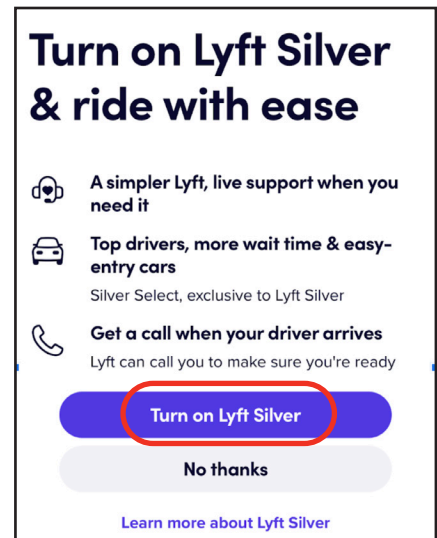 Turn on Lyft Silver
& ride with ease
A simpler Lyft, live support when you
need it
Top drivers, more wait time & easy-
entry cars
Silver Select, exclusive to Lyft Silver
Get a call when your driver arrives
Lyft can call you to make sure you're ready
Turn on Lyft Silver
No thanks
Learn more about Lyft Silver